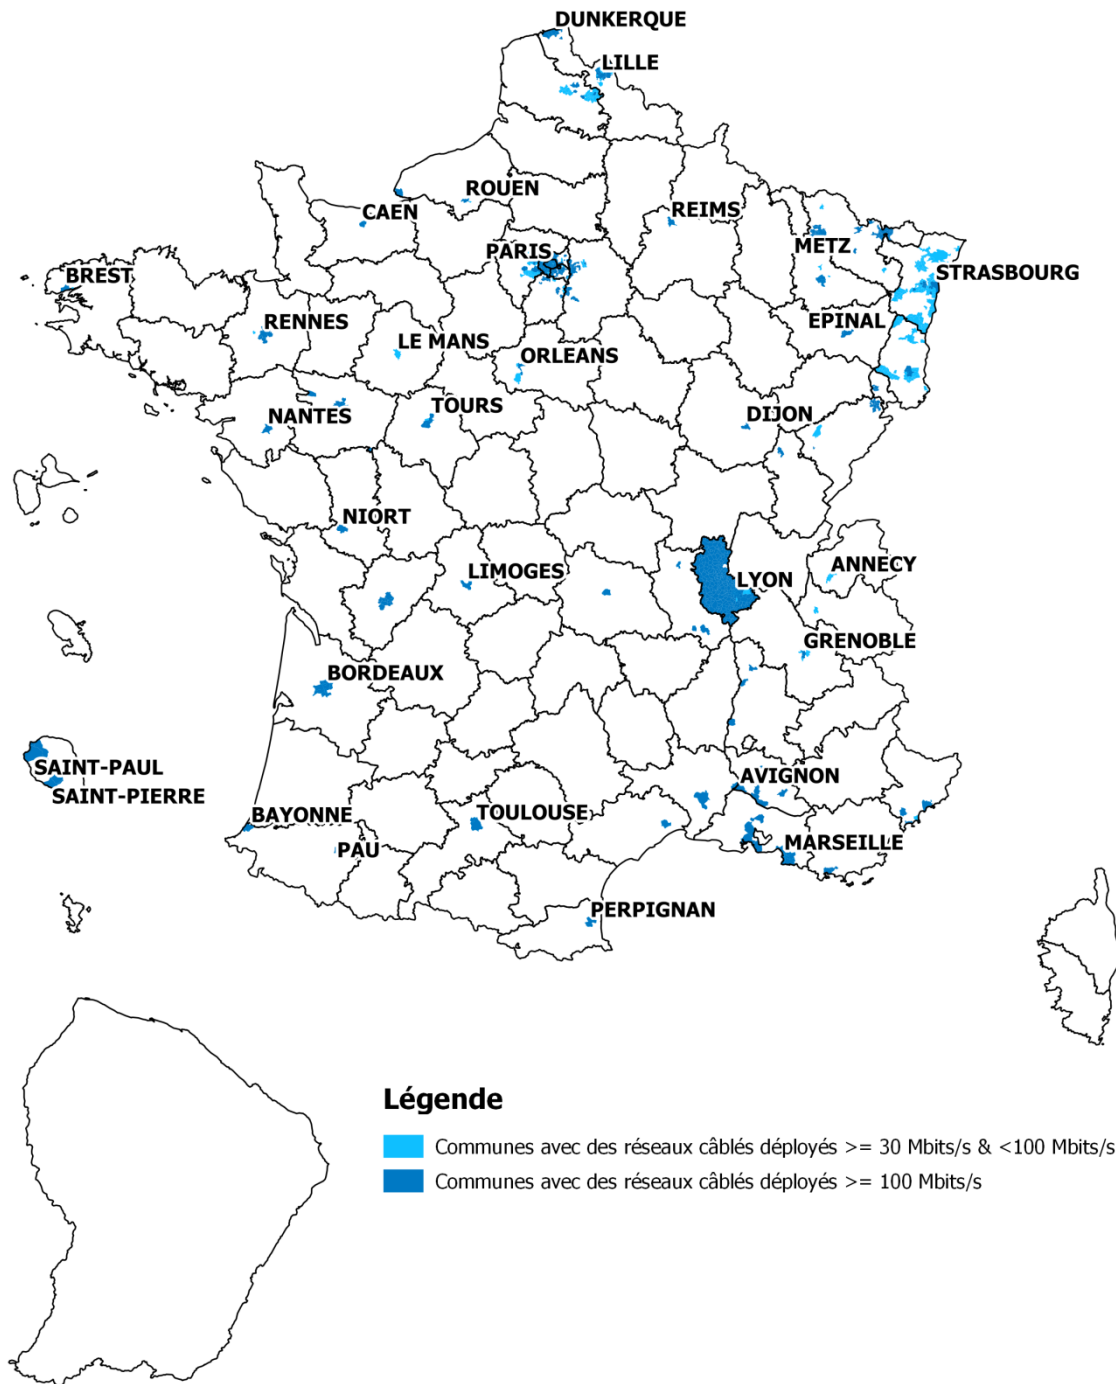 DUNKERQUE
LILLE
ROUEN
CAEN
REIMS
PARIS
METZ
BREST
STRASBOURG
RENNES
EPINAL
LE MANS
ORLEANS
NANTES
TOURS
DIJON
NIORT
LIMOGES
LYON
ANNECY
GRENOBLE
BORDEAUX
SAINT-PAUL
SAINT-PIERRE
AVIGNON
BAYONNE
TOULOUSE
PAU
MARSEILLE
PERPIGNAN
Légende
Communes avec des réseaux câblés déployés >= 30 Mbits/s & <100 Mbits/s
Communes avec des réseaux câblés déployés >= 100 Mbits/s